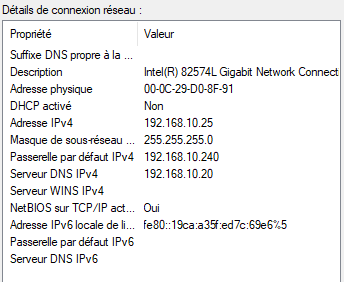 Détails de connexion réseau :
Propriété Valeur
Suffixe DNS propre à la ...
Description Intel(R) 82574L Gigabit Network Connecti
Adresse physique 00-0C-29-D0-8F-91
DHCP activé Non
Adresse IPv4 192.168.10.25
Masque de sous-réseau ... 255.255.255.0
Passerelle par défaut IPv4 192.168.10.240
Serveur DNS IPv4 192.168.10.20
Serveur WINS IPv4
NetBIOS sur TCP/IP act... Oui
Adresse IPv6 locale de li... fe80::19ca:a35f:ed7c:69e6%5
Passerelle par défaut IPv6
Serveur DNS IPv6